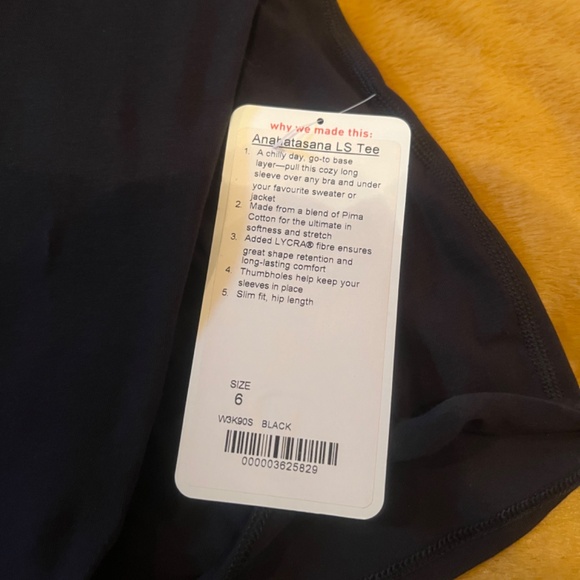 why we made this:
Anahatasana LS Tee
1. A chilly day, go-to base
layer—pull this cozy long
sleeve over any bra and under
your favourite sweater or
jacket
2. Made from a blend of Pima
Cotton for the ultimate in
softness and stretch
3. Added LYCRA® fibre ensures
great shape retention and
long-lasting comfort
4. Thumbholes help keep your
sleeves in place
5. Slim fit, hip length
SIZE
6
W3K90S BLACK
000003625829